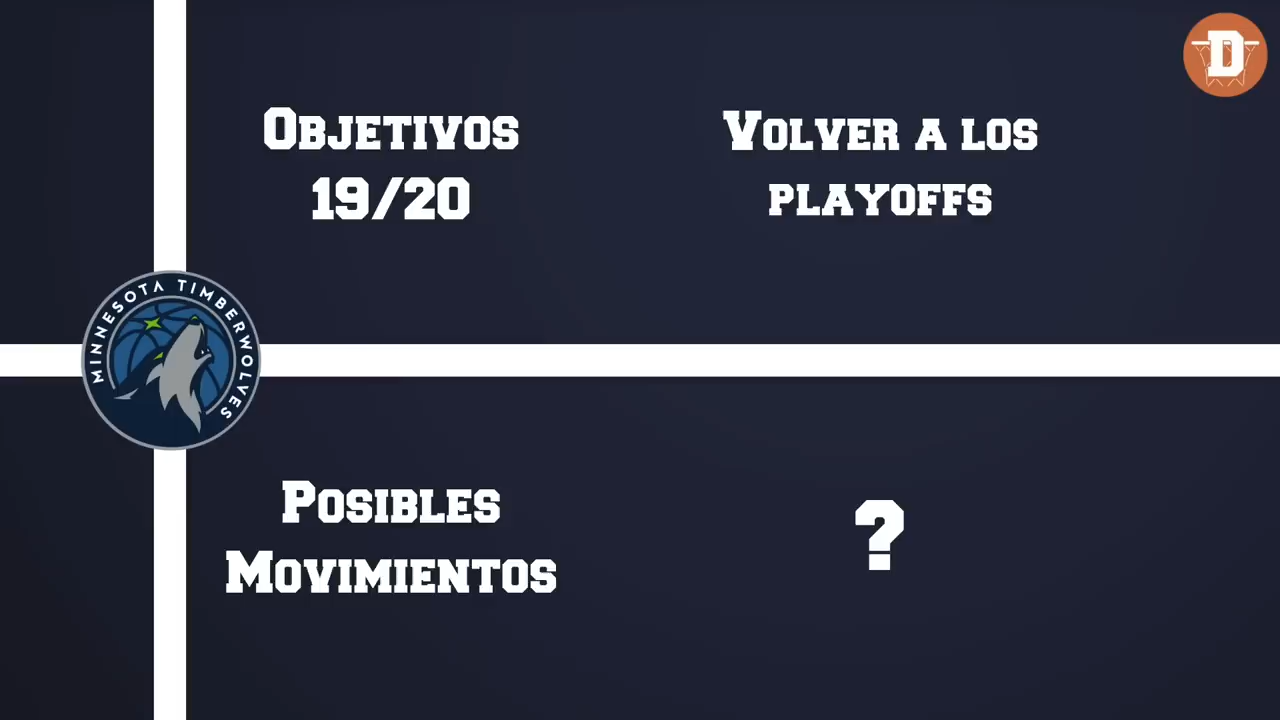 D
OBJETIVOS
19/20
VOLVER A LOS
PLAYOFFS
MINNESOTA TIMBERWOLVES
POSIBLES
MOVIMIENTOS
?